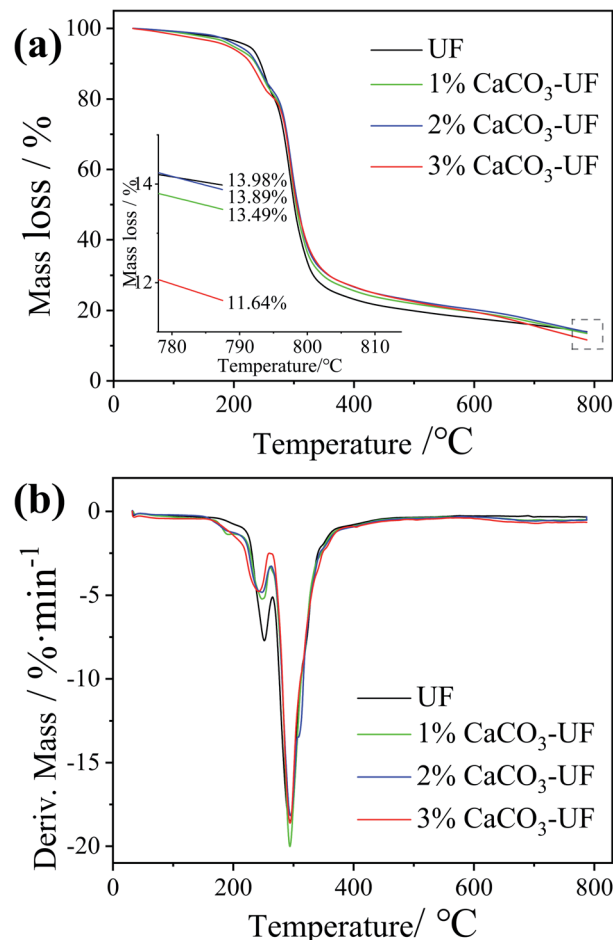 (a)
100
80
60
40
20
0
Mass loss / %
UF
1% CaCO₃-UF
2% CaCO₃-UF
3% CaCO₃-UF
14
12
Mass loss / %
13.98%
13.89%
13.49%
11.64%
780 790 800 810
Temperature/°C
0 200 400 600 800
Temperature /°C
(b)
0
-5
-10
-15
-20
Deriv. Mass / %·min⁻¹
UF
1% CaCO₃-UF
2% CaCO₃-UF
3% CaCO₃-UF
0 200 400 600 800
Temperature/ °C